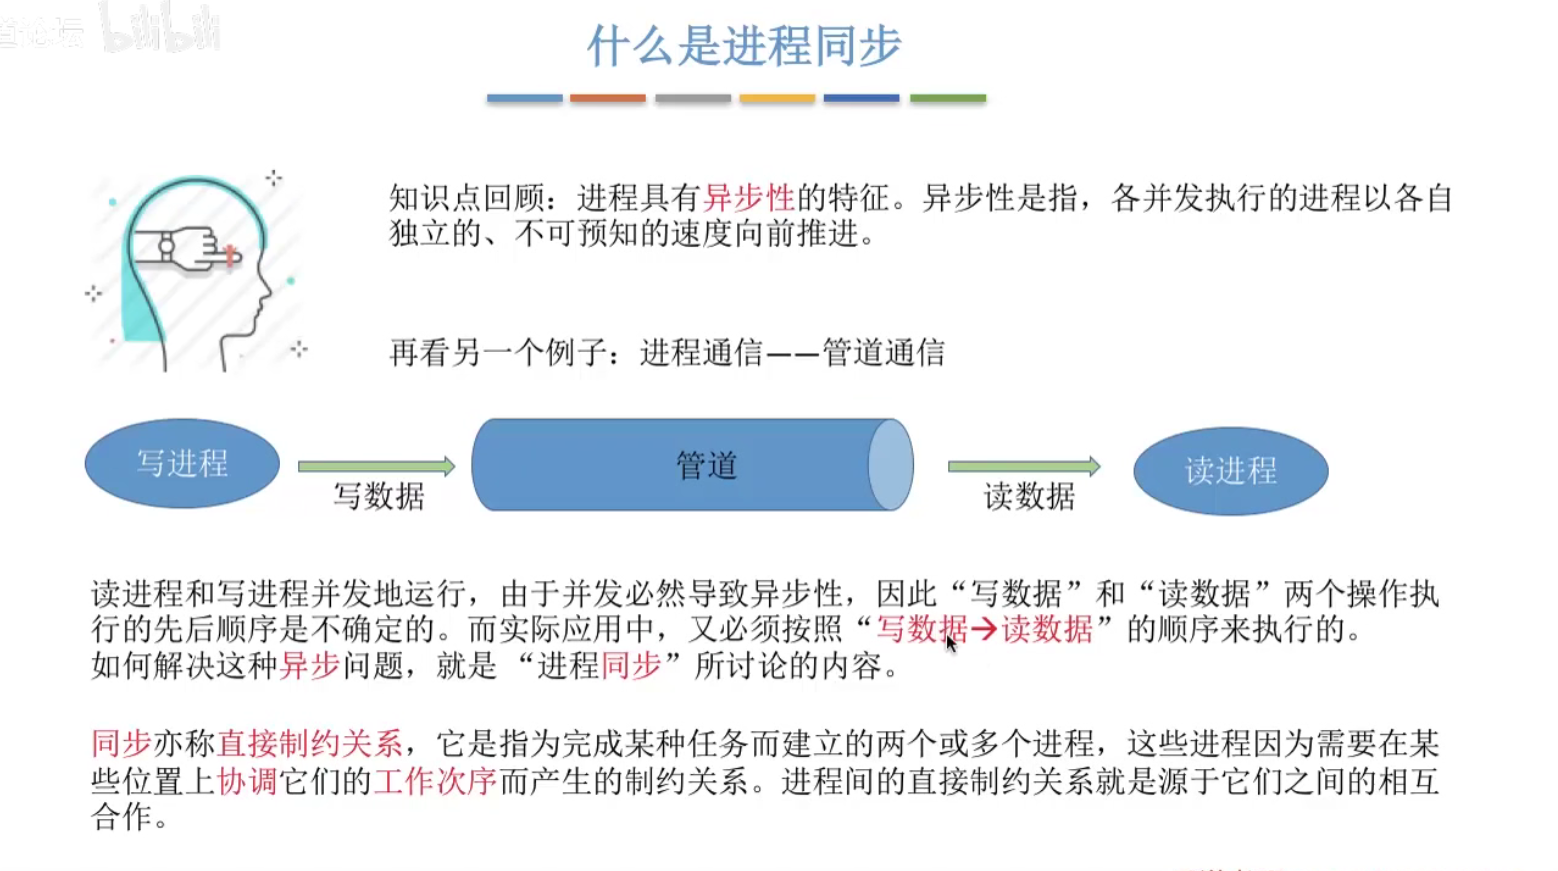 论坛 bilibili
什么是进程同步
知识点回顾：进程具有异步性的特征。异步性是指，各并发执行的进程以各自
独立的、不可预知的速度向前推进。
再看另一个例子：进程通信——管道通信
写进程
写数据
管道
读数据
读进程
读进程和写进程并发地运行，由于并发必然导致异步性，因此“写数据”和“读数据”两个操作执
行的先后顺序是不确定的。而实际应用中，又必须按照“写数据→读数据”的顺序来执行的。
如何解决这种异步问题，就是 “进程同步”所讨论的内容。
同步亦称直接制约关系，它是指为完成某种任务而建立的两个或多个进程，这些进程因为需要在某
些位置上协调它们的工作次序而产生的制约关系。进程间的直接制约关系就是源于它们之间的相互
合作。